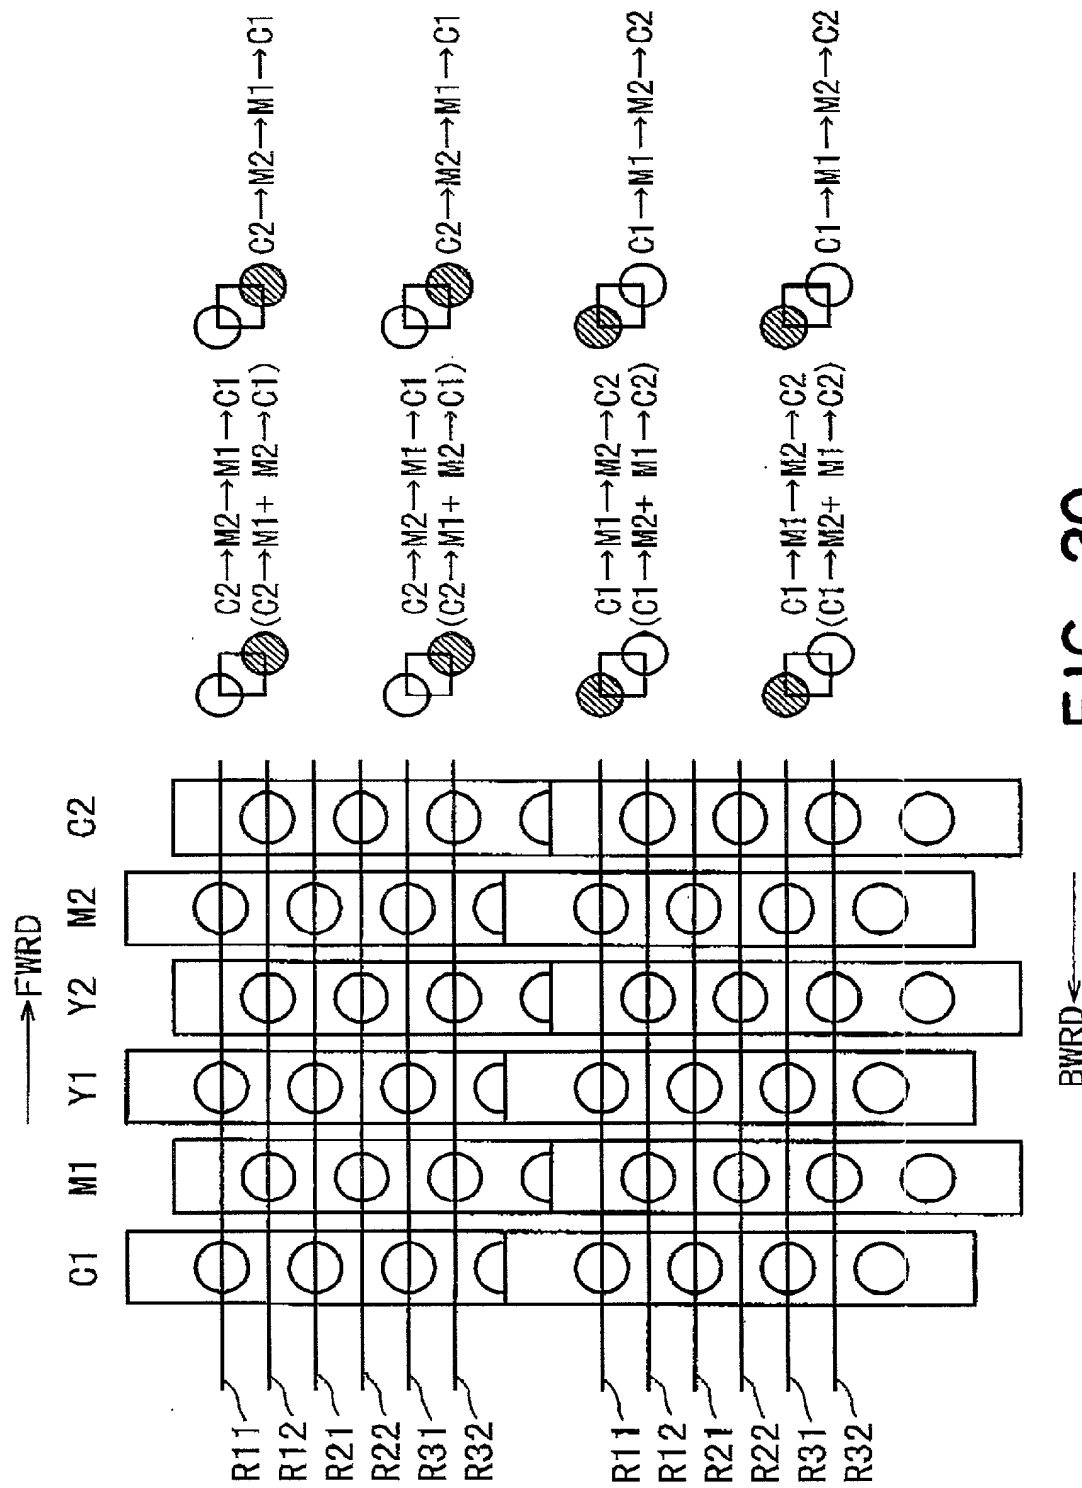 →FWRD
C1 M1 Y1 Y2 M2 C2
R11
R12
R21
R22
R31
R32
R11
R12
R21
R22
R31
R32
C2→M2→M1→C1
(C2→M1+ M2→C1)
C2→M2→M1→C1
C2→M2→M1→C1
(C2→M1+ M2→C1)
C2→M2→M1→C1
C1→M1→M2→C2
(C1→M2+ M1→C2)
C1→M1→M2→C2
C1→M1→M2→C2
(C1→M2+ M1→C2)
C1→M1→M2→C2
BWRD←